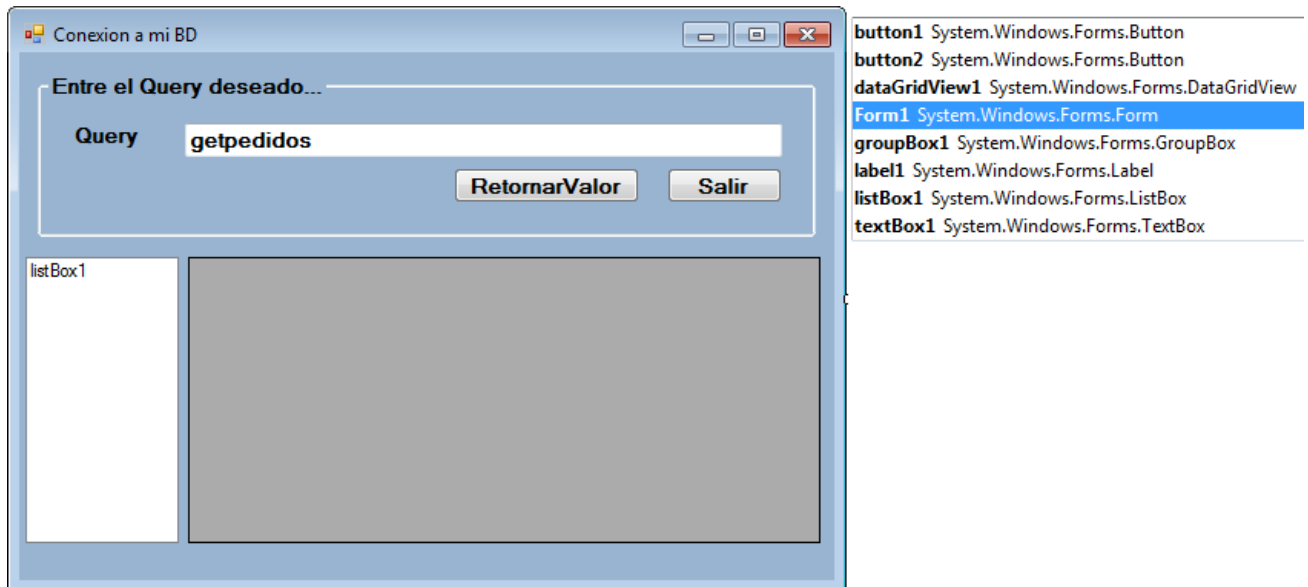 Conexion a mi BD
Entre el Query deseado...
Query
getpedidos
RetornarValor
Salir
listBox1
button1 System.Windows.Forms.Button
button2 System.Windows.Forms.Button
dataGridView1 System.Windows.Forms.DataGridView
Form1 System.Windows.Forms.Form
groupBox1 System.Windows.Forms.GroupBox
label1 System.Windows.Forms.Label
listBox1 System.Windows.Forms.ListBox
textBox1 System.Windows.Forms.TextBox